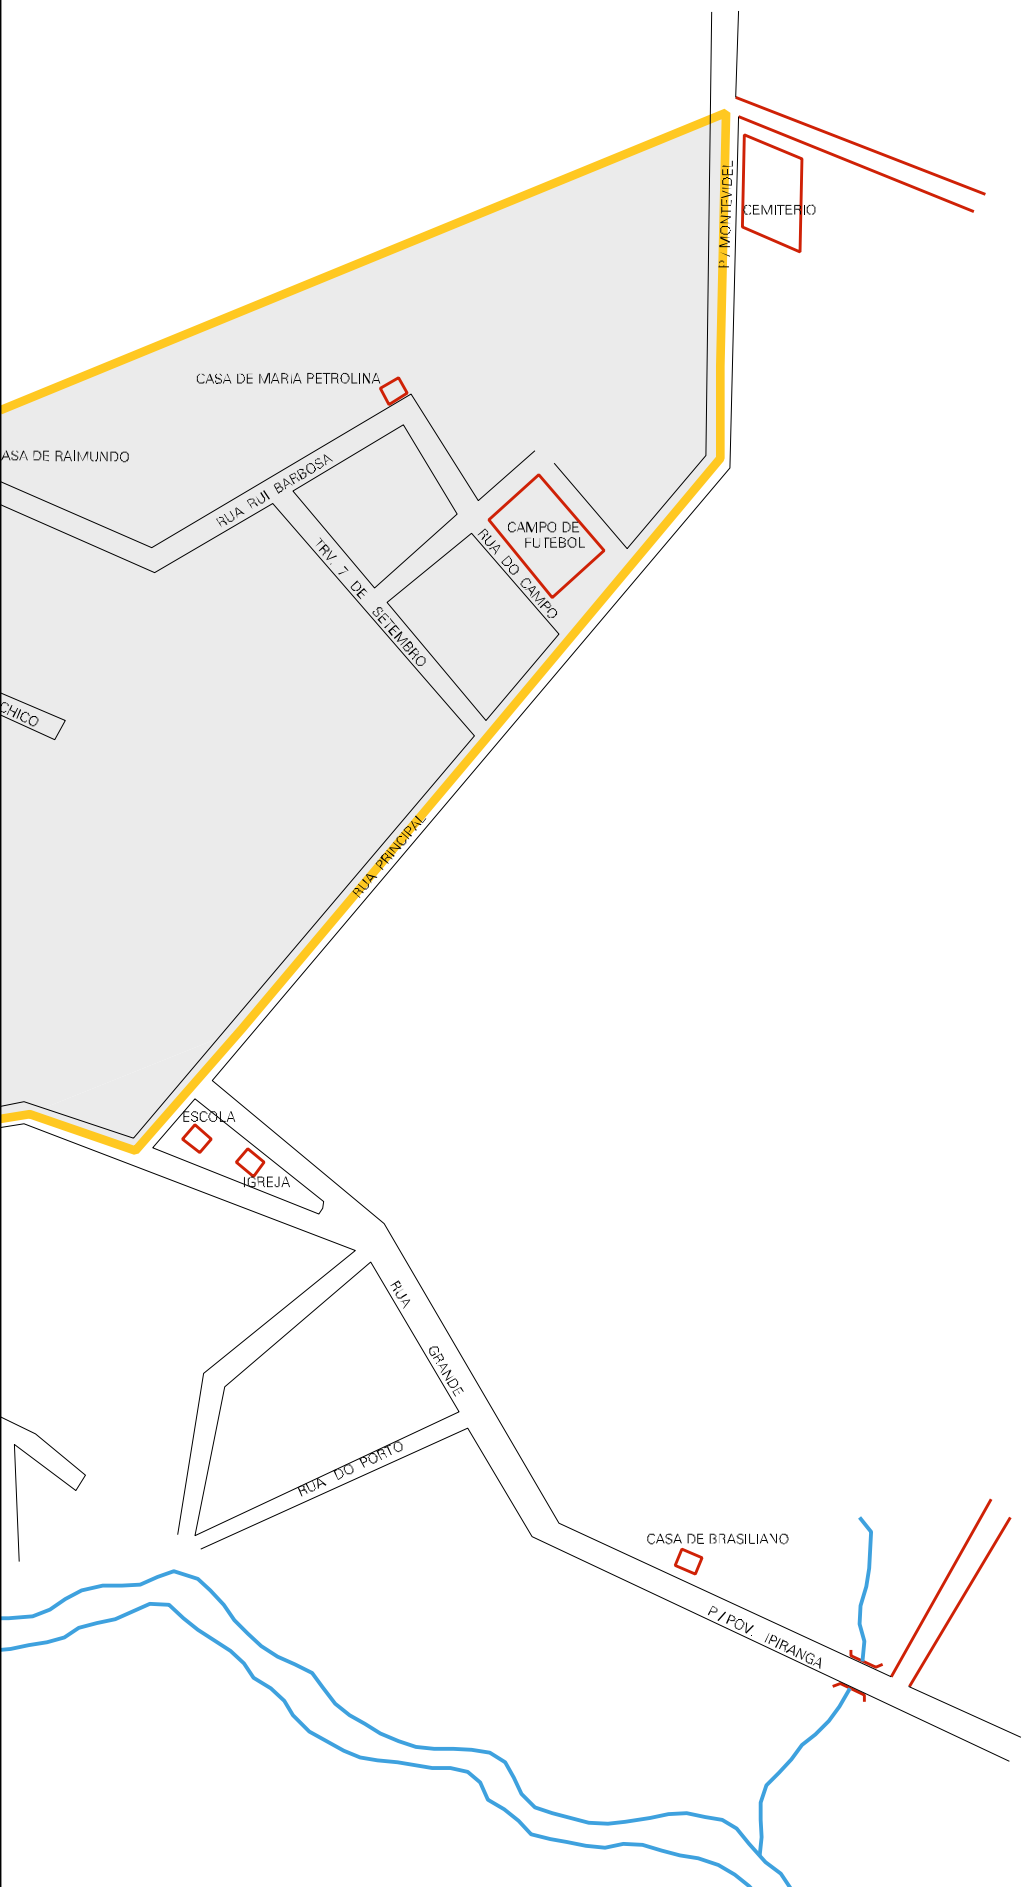 P / MONTEVIDEL
CEMITERIO
CASA DE MARIA PETROLINA
ASA DE RAIMUNDO
RUA RUI BARBOSA
CAMPO DE
FUTEBOL
RUA DO CAMPO
TRV. 7 DE SETEMBRO
CHICO
RUA PRINCIPAL
ESCOLA
IGREJA
RUA GRANDE
RUA DO PORTO
CASA DE BRASILIANO
P / POV. IPIRANGA